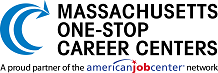 MASSACHUSETTS
ONE-STOP
CAREER CENTERS
A proud partner of the americanjobcenter network